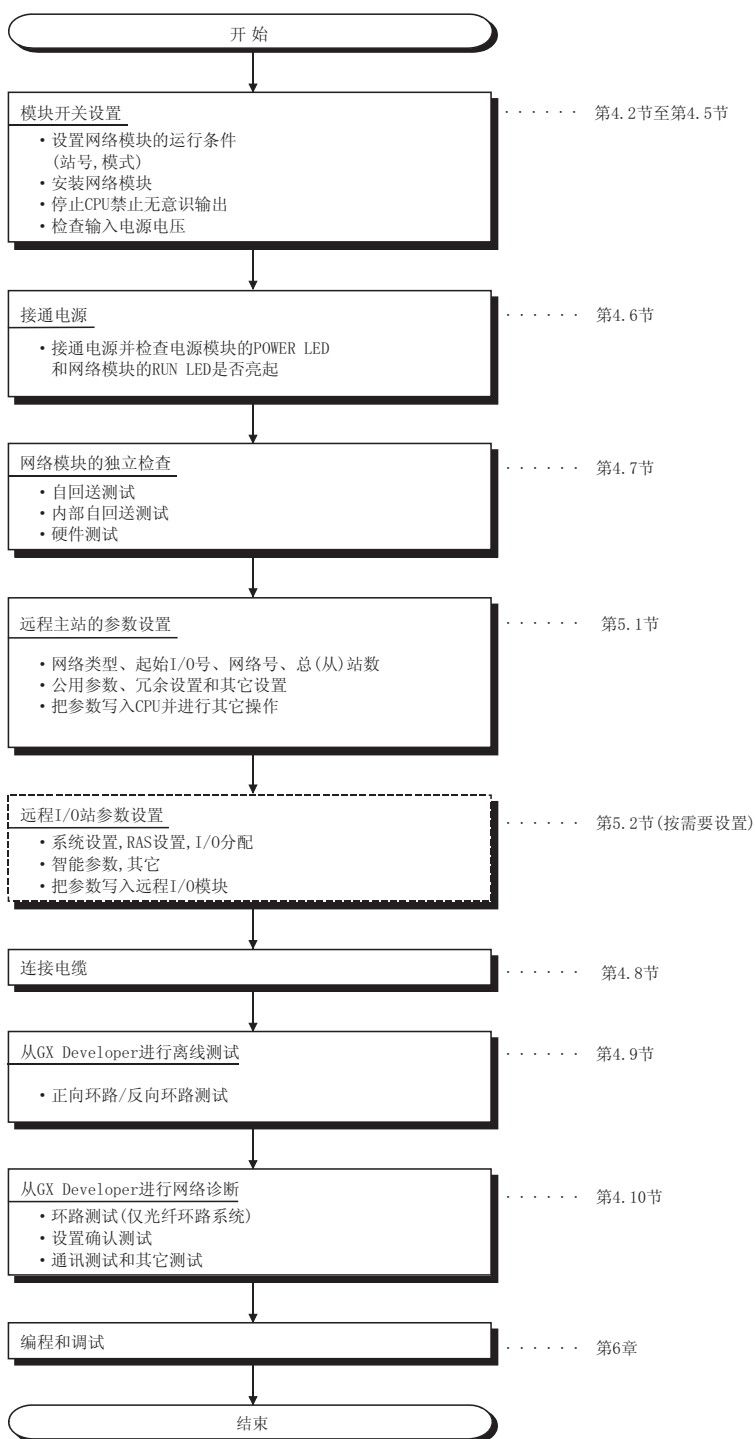 开 始
模块开关设置 ······ 第4.2节至第4.5节
•设置网络模块的运行条件
(站号,模式)
•安装网络模块
•停止CPU禁止无意识输出
•检查输入电源电压
接通电源 ······ 第4.6节
•接通电源并检查电源模块的POWER LED
和网络模块的RUN LED是否亮起
网络模块的独立检查 ······ 第4.7节
•自回送测试
•内部自回送测试
•硬件测试
远程主站的参数设置 ······ 第5.1节
•网络类型、起始I/O号、网络号、总(从)站数
•公用参数、冗余设置和其它设置
•把参数写入CPU并进行其它操作
远程I/O站参数设置 ······ 第5.2节(按需要设置)
•系统设置,RAS设置,I/O分配
•智能参数,其它
•把参数写入远程I/O模块
连接电缆 ······ 第4.8节
从GX Developer进行离线测试 ······ 第4.9节
•正向环路/反向环路测试
从GX Developer进行网络诊断 ······ 第4.10节
•环路测试(仅光纤环路系统)
•设置确认测试
•通讯测试和其它测试
编程和调试 ······ 第6章
结束